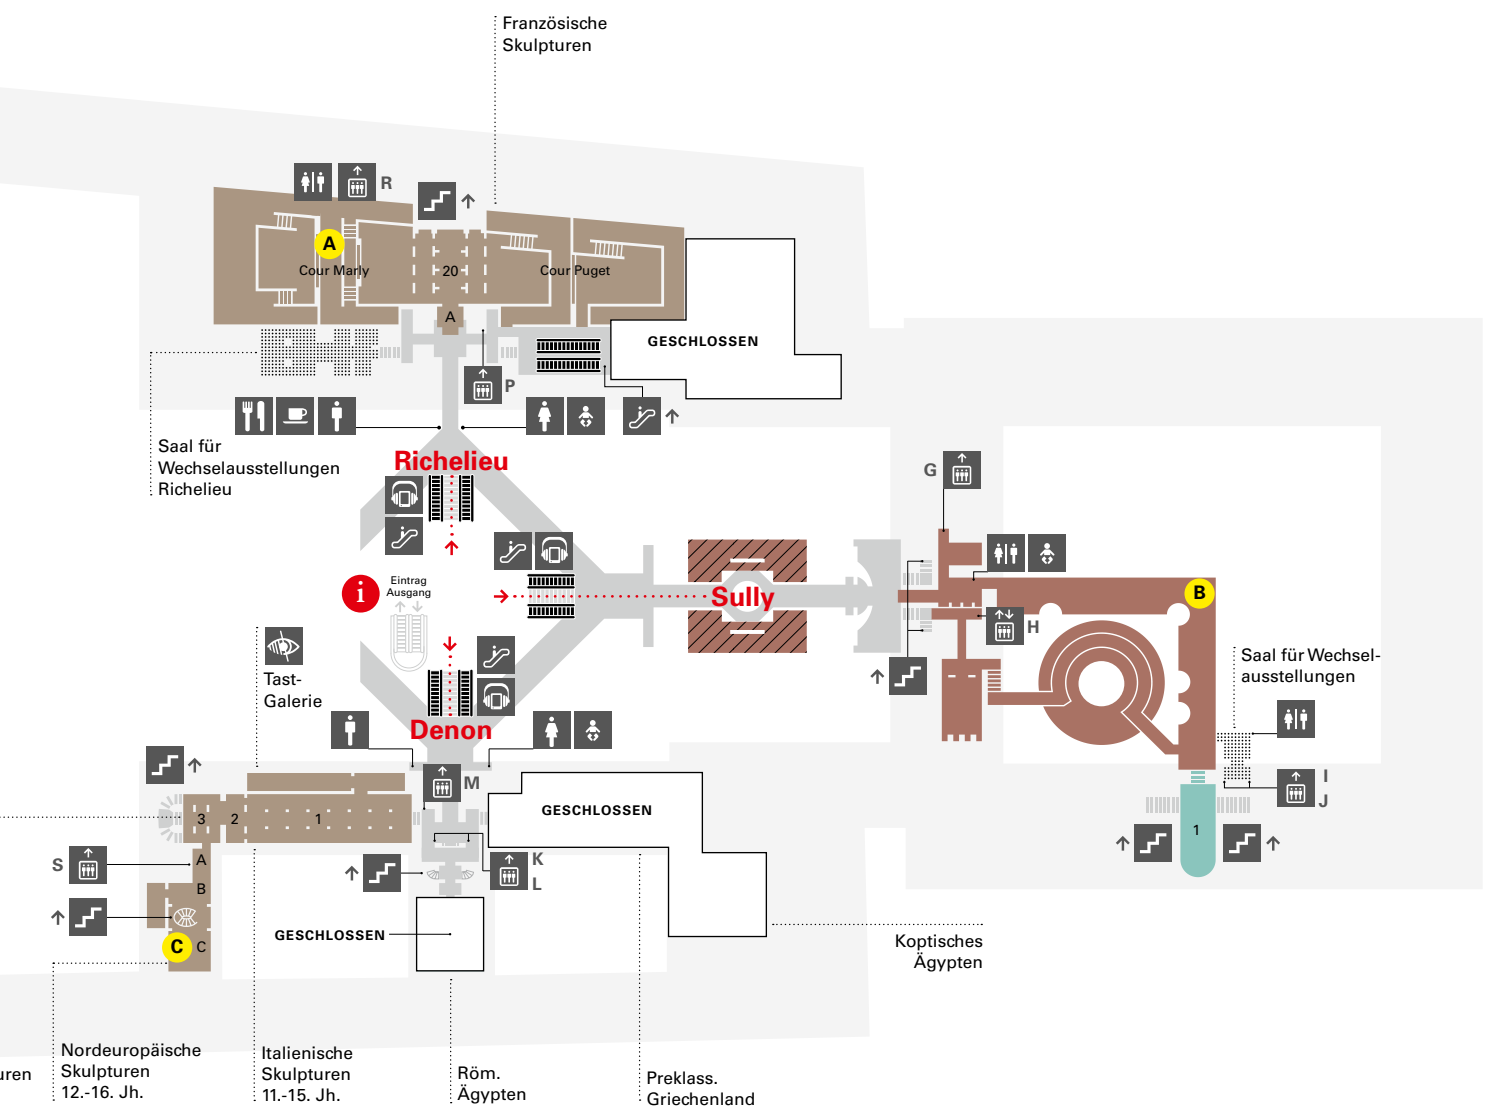 Französische
Skulpturen
R
A
Cour Marly
20
Cour Puget
A
GESCHLOSSEN
P
Saal für
Wechselausstellungen
Richelieu
Richelieu
G
i
Eintrag
Ausgang
Sully
B
H
Tast-
Galerie
Saal für Wechsel-
ausstellungen
Denon
M
I
J
GESCHLOSSEN
3
2
1
1
S
A
K
L
B
C
C
GESCHLOSSEN
Koptisches
Ägypten
Nordeuropäische
Skulpturen
12.-16. Jh.
Italienische
Skulpturen
11.-15. Jh.
Röm.
Ägypten
Preklass.
Griechenland
uren